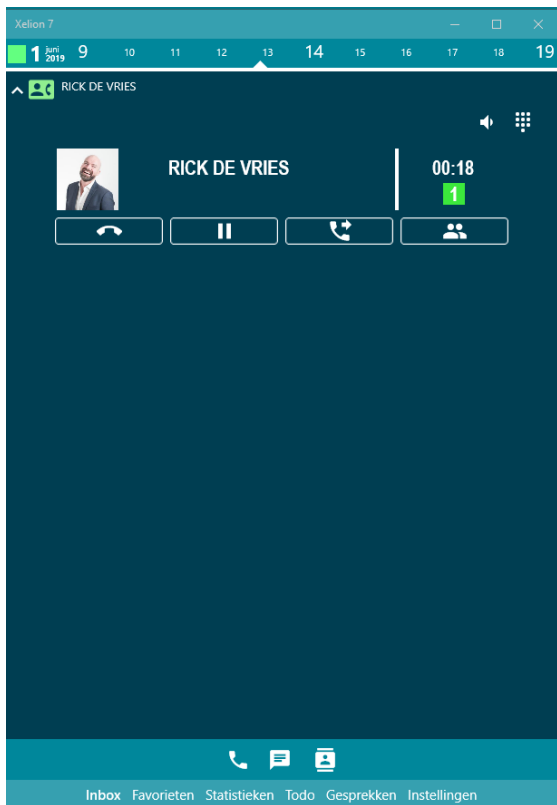 Xelion 7
1 juni 2019 9 10 11 12 13 14 15 16 17 18 19
RICK DE VRIES
RICK DE VRIES 00:18
1
Inbox Favorieten Statistieken Todo Gesprekken Instellingen